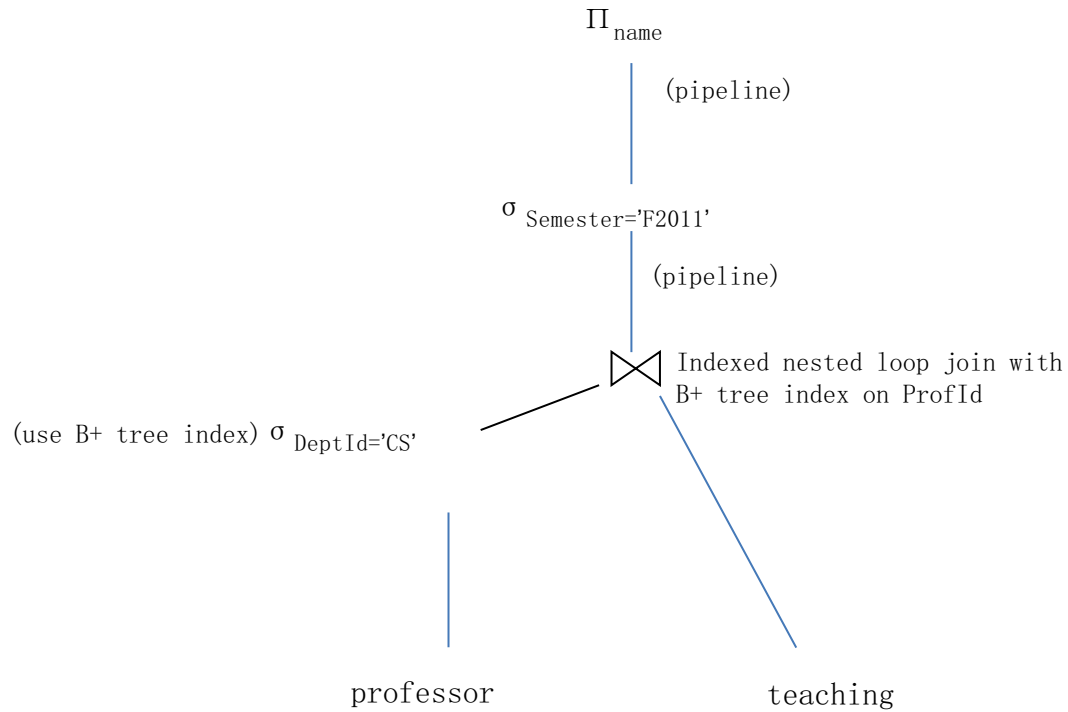 Π name
(pipeline)
σ Semester='F2011'
(pipeline)
Indexed nested loop join with
B+ tree index on ProfId
(use B+ tree index) σ DeptId='CS'
professor
teaching